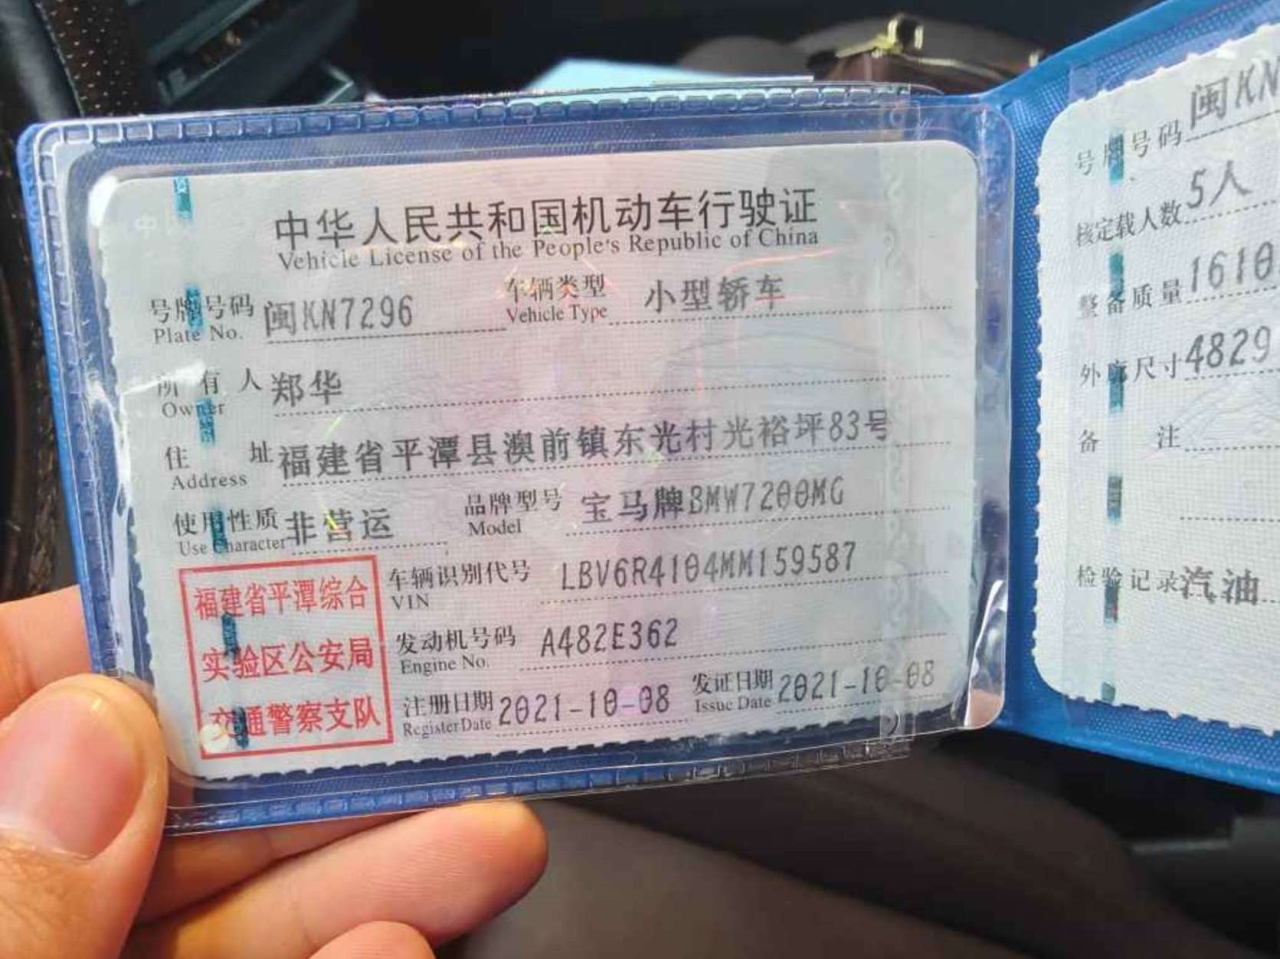 中华人民共和国机动车行驶证
Vehicle License of the People's Republic of China
号牌号码 闽KN7296 车辆类型 小型轿车
Plate No. Vehicle Type
所有人 郑华
Owner
住址 福建省平潭县澳前镇东光村光裕坪83号
Address
使用性质 非营运 品牌型号 宝马牌BMW7200MG
Use Character Model
福建省平潭综合
实验区公安局
交通警察支队
车辆识别代号 LBV6R4104MM159587
VIN
发动机号码 A482E362
Engine No.
注册日期 2021-10-08 发证日期 2021-10-08
Register Date Issue Date
号牌号码 闽KN
核定载人数 5人
整备质量 1610
外廓尺寸 4829
备注
检验记录 汽油